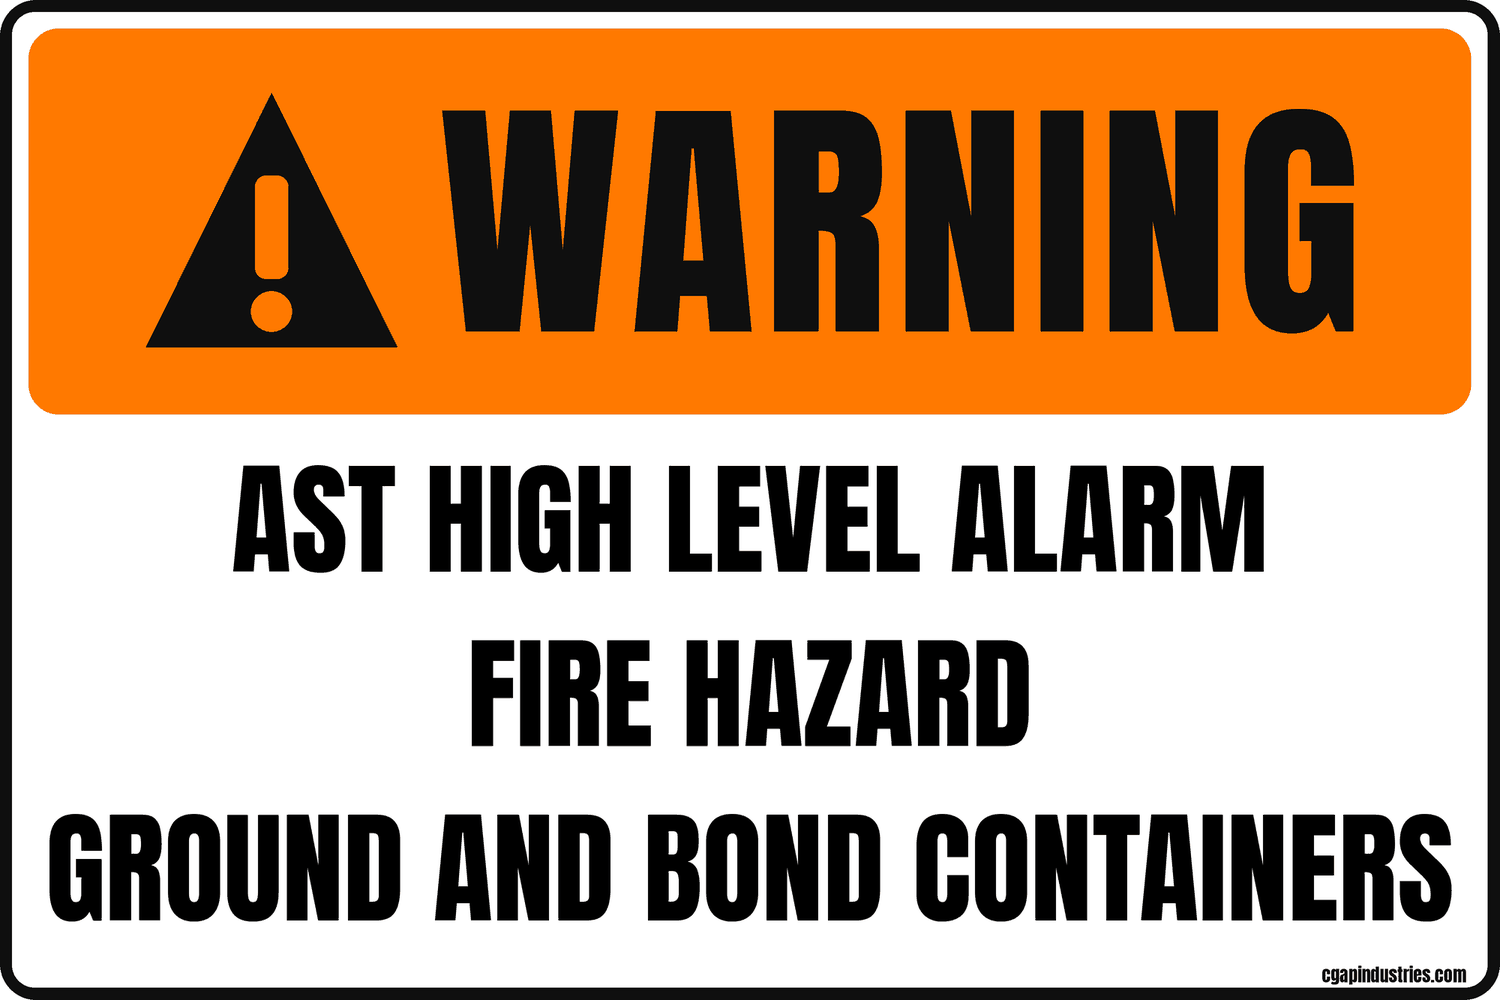 WARNING
AST HIGH LEVEL ALARM
FIRE HAZARD
GROUND AND BOND CONTAINERS
cgapindustries.com